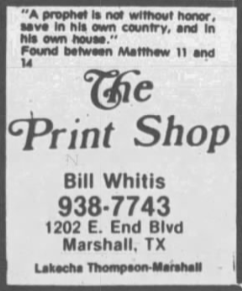 "A prophet is not without honor,
save in his own country, and in
his own house."
Found between Matthew 11 and
14
The
Print Shop
Bill Whitis
938-7743
1202 E. End Blvd
Marshall, TX
Lakecha Thompson-Marshall